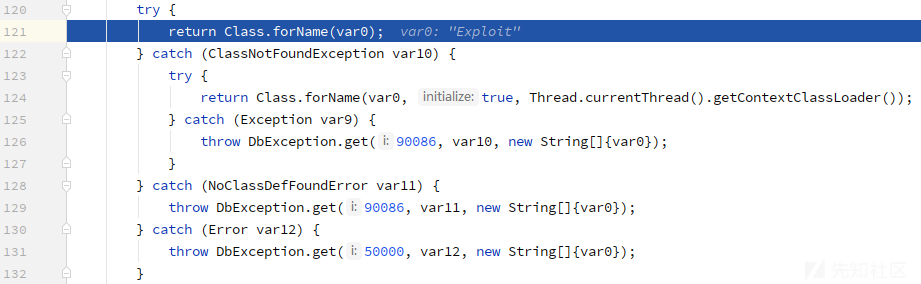 120 try {
121 return Class.forName(var0); var0: "Exploit"
122 } catch (ClassNotFoundException var10) {
123 try {
124 return Class.forName(var0, initialize: true, Thread.currentThread().getContextClassLoader());
125 } catch (Exception var9) {
126 throw DbException.get( i: 90086, var10, new String[]{var0});
127 }
128 } catch (NoClassDefFoundError var11) {
129 throw DbException.get( i: 90086, var11, new String[]{var0});
130 } catch (Error var12) {
131 throw DbException.get( i: 50000, var12, new String[]{var0});
132 }
先知社区